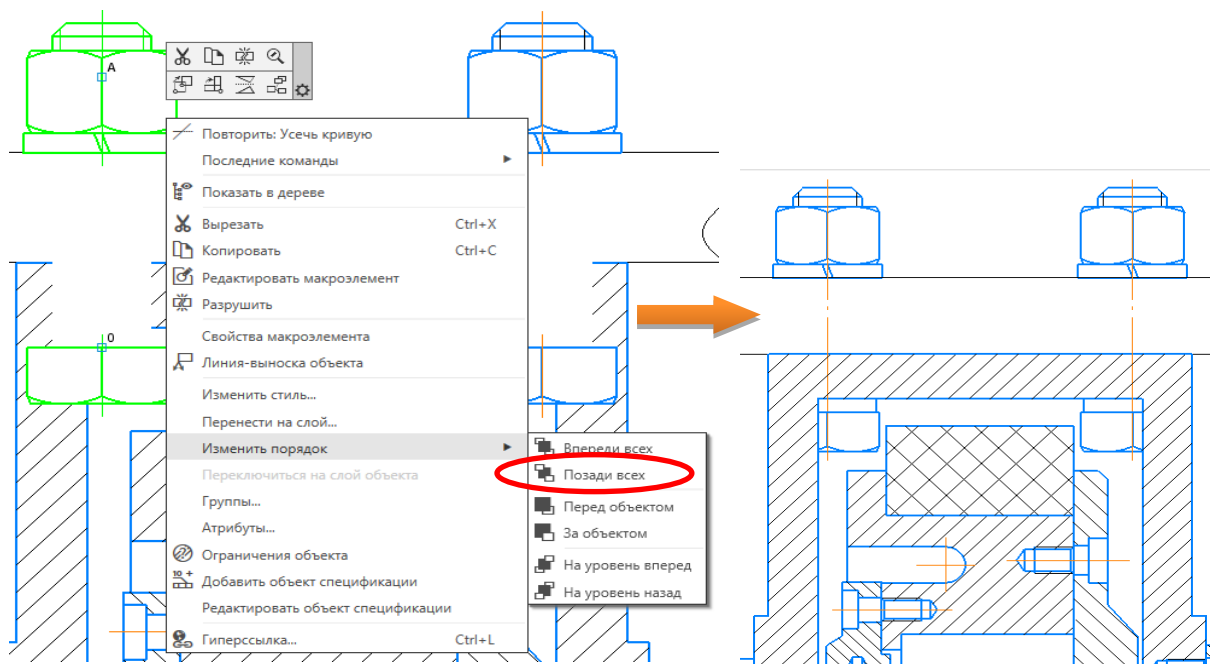 A
Повторить: Усечь кривую
Последние команды
Показать в дереве
Вырезать Ctrl+X
Копировать Ctrl+C
Редактировать макроэлемент
Разрушить
Свойства макроэлемента
0
Линия-выноска объекта
Изменить стиль...
Перенести на слой...
Изменить порядок
Впереди всех
Переключиться на слой объекта
Позади всех
Группы...
Перед объектом
Атрибуты...
За объектом
Ограничения объекта
На уровень вперед
10 +
Добавить объект спецификации
На уровень назад
Редактировать объект спецификации
Гиперссылка... Ctrl+L